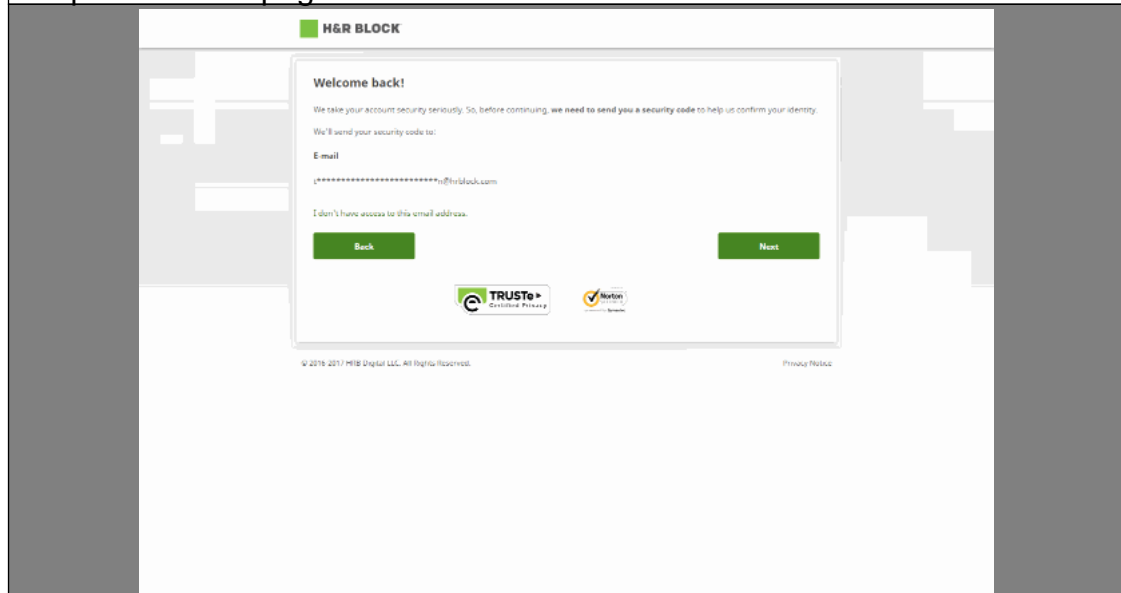 H&R BLOCK
Welcome back!
We take your account security seriously. So, before continuing, we need to send you a security code to help us confirm your identity.
We'll send your security code to:
E-mail
**************************n@hrblock.com
I don't have access to this email address.
Back
Next
TRUSTe
Certified Privacy
Norton
by Symantec
© 2016-2017 HRB Digital LLC. All Rights Reserved.
Privacy Notice